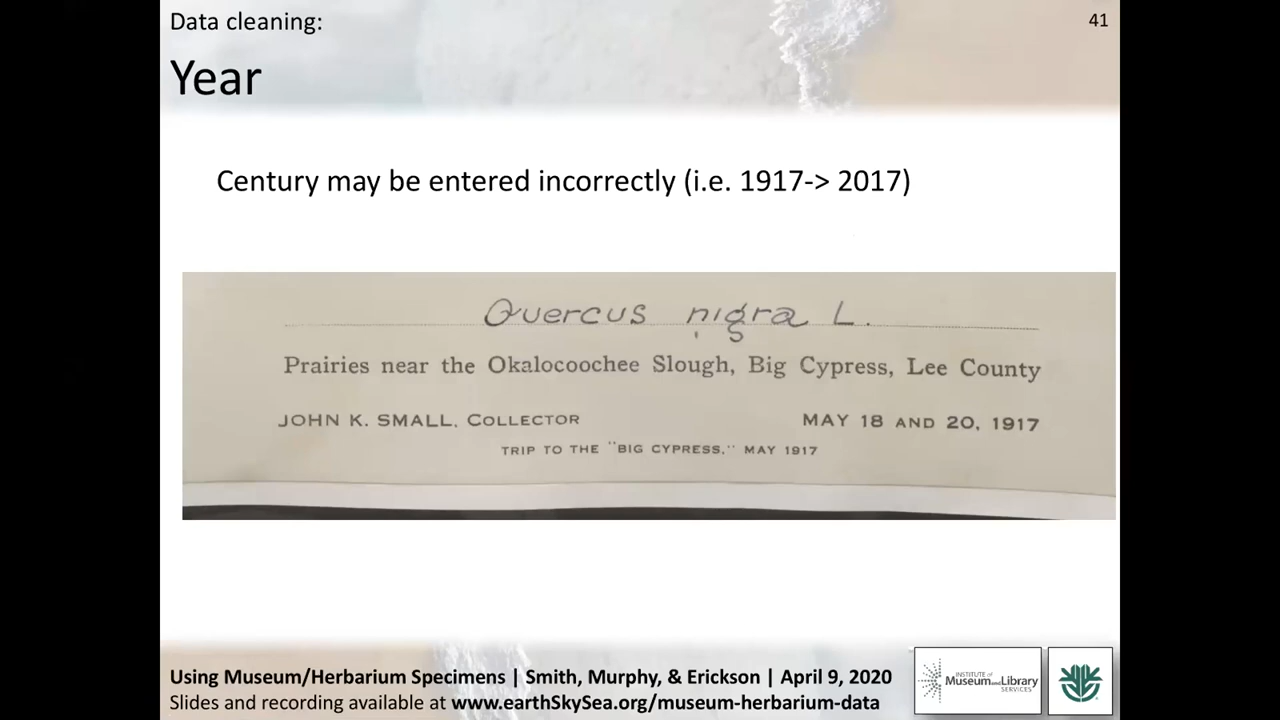 Data cleaning:
41
Year
Century may be entered incorrectly (i.e. 1917-> 2017)
Quercus nigra L.
Prairies near the Okalocoochee Slough, Big Cypress, Lee County
JOHN K. SMALL, COLLECTOR MAY 18 AND 20, 1917
TRIP TO THE "BIG CYPRESS," MAY 1917
Using Museum/Herbarium Specimens | Smith, Murphy, & Erickson | April 9, 2020
Slides and recording available at www.earthSkySea.org/museum-herbarium-data
INSTITUTE of
Museum and Library
SERVICES